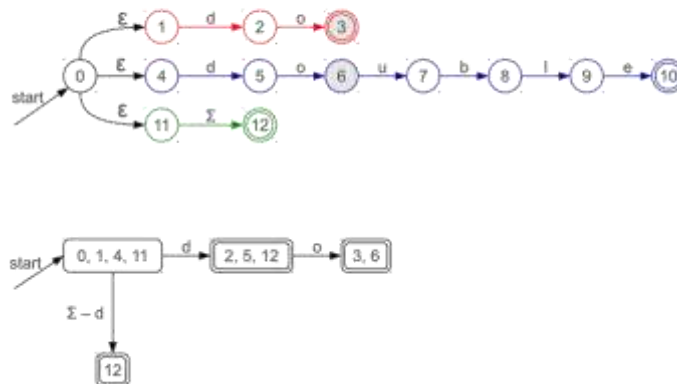 ε 1 d 2 o 3
0 ε 4 d 5 o 6 u 7 b 8 l 9 e 10
start
ε 11 Σ 12
start 0, 1, 4, 11 d 2, 5, 12 o 3, 6
Σ – d
12